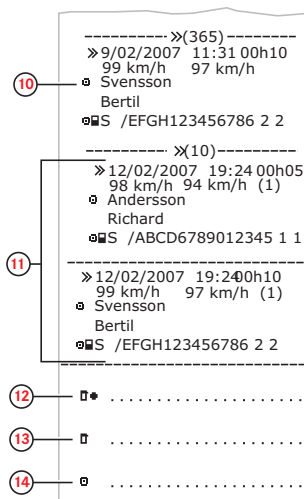 ---------- »(365) ----------
»9/02/2007 11:31 00h10
99 km/h 97 km/h
10 Svensson
Bertil
S /EFGH123456786 2 2
---------- »(10) ----------
»12/02/2007 19:24 00h05
98 km/h 94 km/h (1)
Andersson
Richard
S /ABCD6789012345 1 1
11
»12/02/2007 19:24 00h10
99 km/h 97 km/h (1)
Svensson
Bertil
S /EFGH123456786 2 2
12 ....................
13 ....................
14 ....................